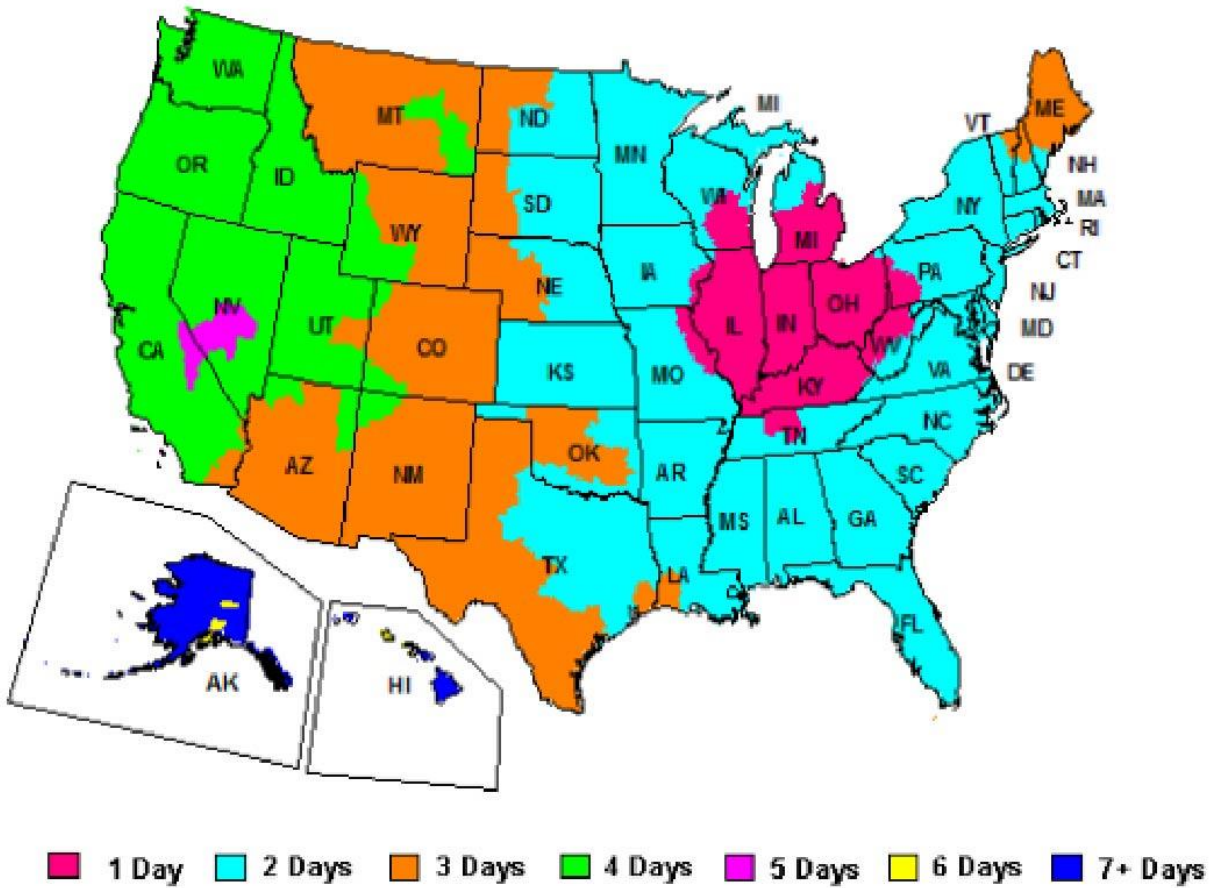 WA
MT
ND
MN
MI
VT
ME
OR
ID
SD
WI
NH
MA
NY
RI
WY
MI
CT
IA
NE
PA
NJ
NV
UT
CO
IL
IN
OH
MD
CA
KS
MO
WV
VA
DE
KY
NC
TN
AZ
NM
OK
AR
SC
MS
AL
GA
TX
LA
FL
AK
HI
1 Day 2 Days 3 Days 4 Days 5 Days 6 Days 7+ Days